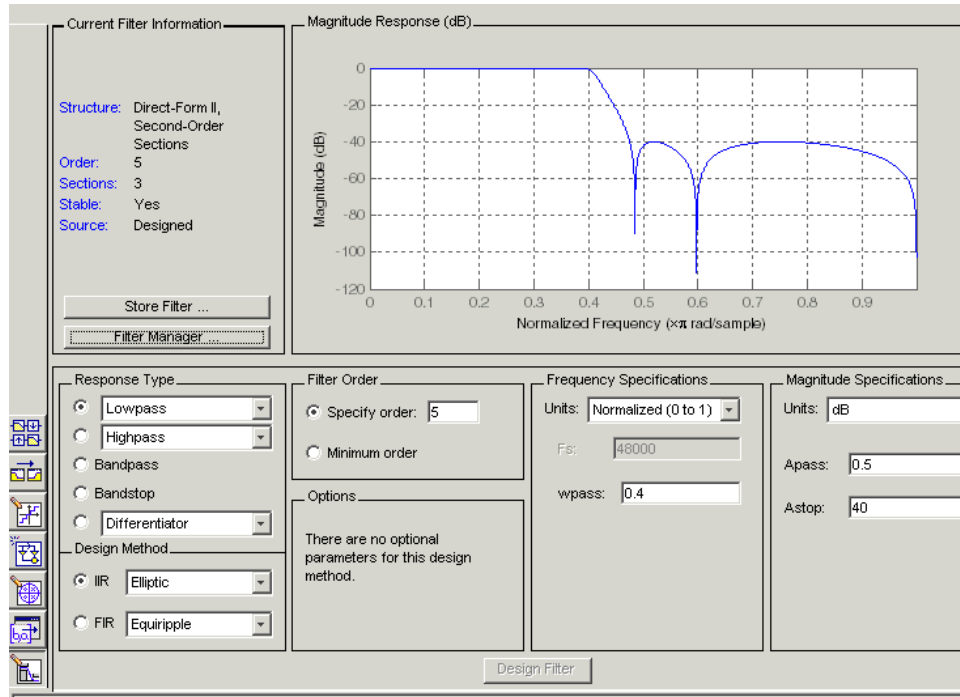 Current Filter Information
Structure: Direct-Form II,
Second-Order
Sections
Order: 5
Sections: 3
Stable: Yes
Source: Designed
Store Filter ...
Filter Manager ...
Magnitude Response (dB)
0
-20
-40
-60
-80
-100
-120
Magnitude (dB)
0 0.1 0.2 0.3 0.4 0.5 0.6 0.7 0.8 0.9
Normalized Frequency (×π rad/sample)
Response Type
Lowpass
Highpass
Bandpass
Bandstop
Differentiator
Design Method
IIR Elliptic
FIR Equiripple
Filter Order
Specify order: 5
Minimum order
Options
There are no optional
parameters for this design
method.
Frequency Specifications
Units: Normalized (0 to 1)
Fs: 48000
wpass: 0.4
Magnitude Specifications
Units: dB
Apass: 0.5
Astop: 40
Design Filter